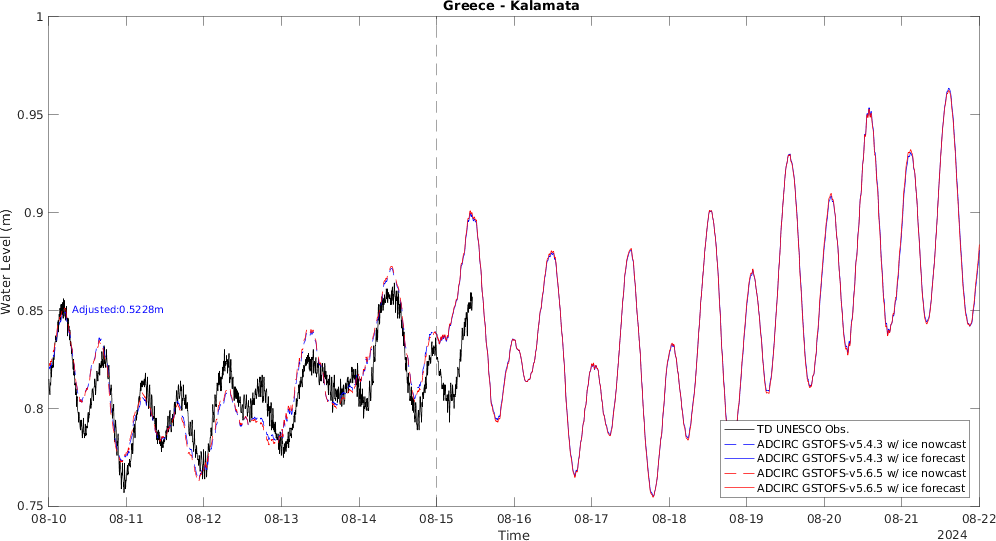 Greece - Kalamata
1
0.95
0.9
0.85
0.8
0.75
Water Level (m)
Adjusted:0.5228m
TD UNESCO Obs.
ADCIRC GSTOFS-v5.4.3 w/ ice nowcast
ADCIRC GSTOFS-v5.4.3 w/ ice forecast
ADCIRC GSTOFS-v5.6.5 w/ ice nowcast
ADCIRC GSTOFS-v5.6.5 w/ ice forecast
08-10 08-11 08-12 08-13 08-14 08-15 08-16 08-17 08-18 08-19 08-20 08-21 08-22
Time
2024